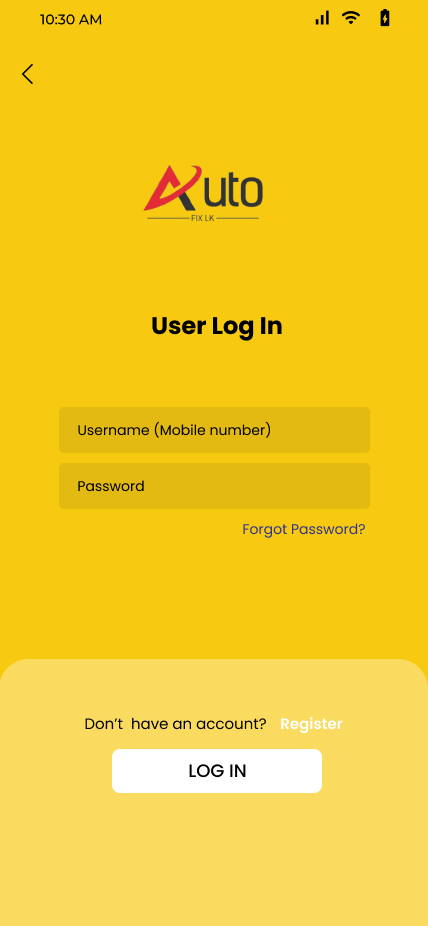 10:30 AM
Auto
FIX LK
User Log In
Username (Mobile number)
Password
Forgot Password?
Don’t  have an account? Register
LOG IN